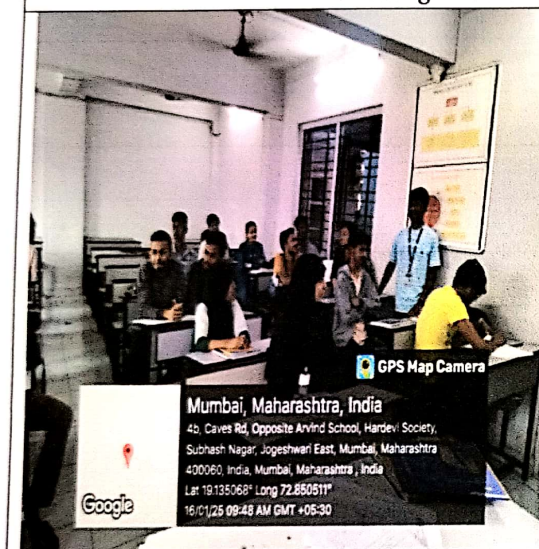 GPS Map Camera
Mumbai, Maharashtra, India
4b, Caves Rd, Opposite Arvind School, Hardevi Society,
Subhash Nagar, Jogeshwari East, Mumbai, Maharashtra
400060, India, Mumbai, Maharashtra , India
Lat 19.135068° Long 72.850511°
16/01/25 09:48 AM GMT +05:30
Google